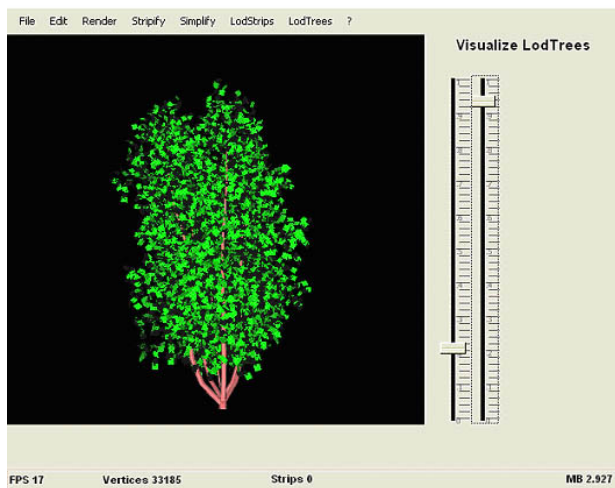 File Edit Render Stripify Simplify LodStrips LodTrees ?
Visualize LodTrees
FPS 17 Vertices 33185 Strips 0 MB 2.927